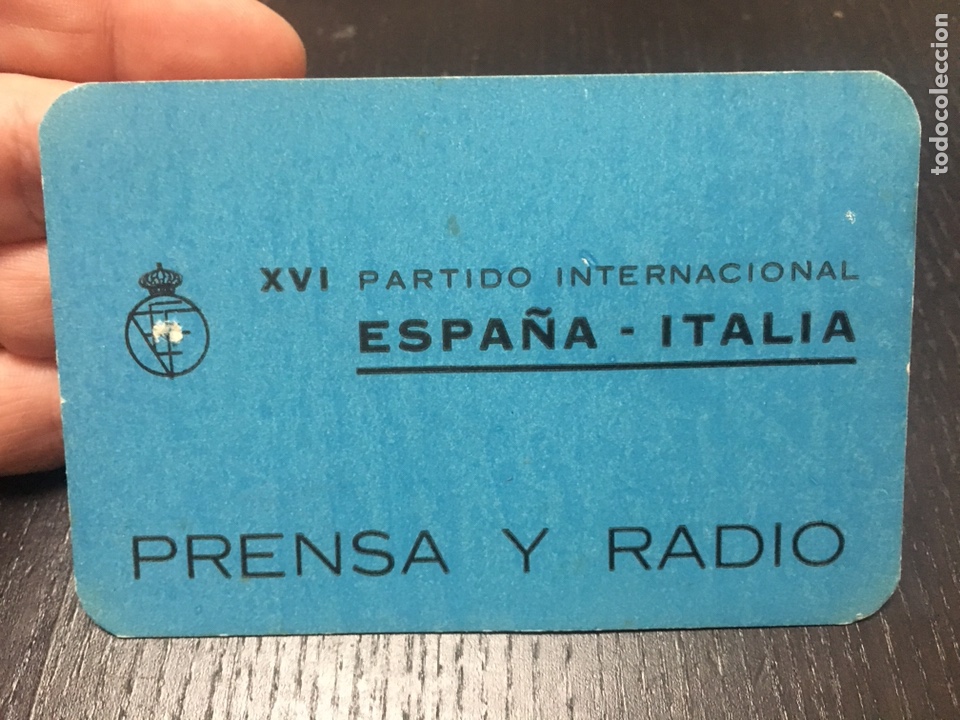 XVI PARTIDO INTERNACIONAL
ESPAÑA - ITALIA
PRENSA Y RADIO
todocoleccion